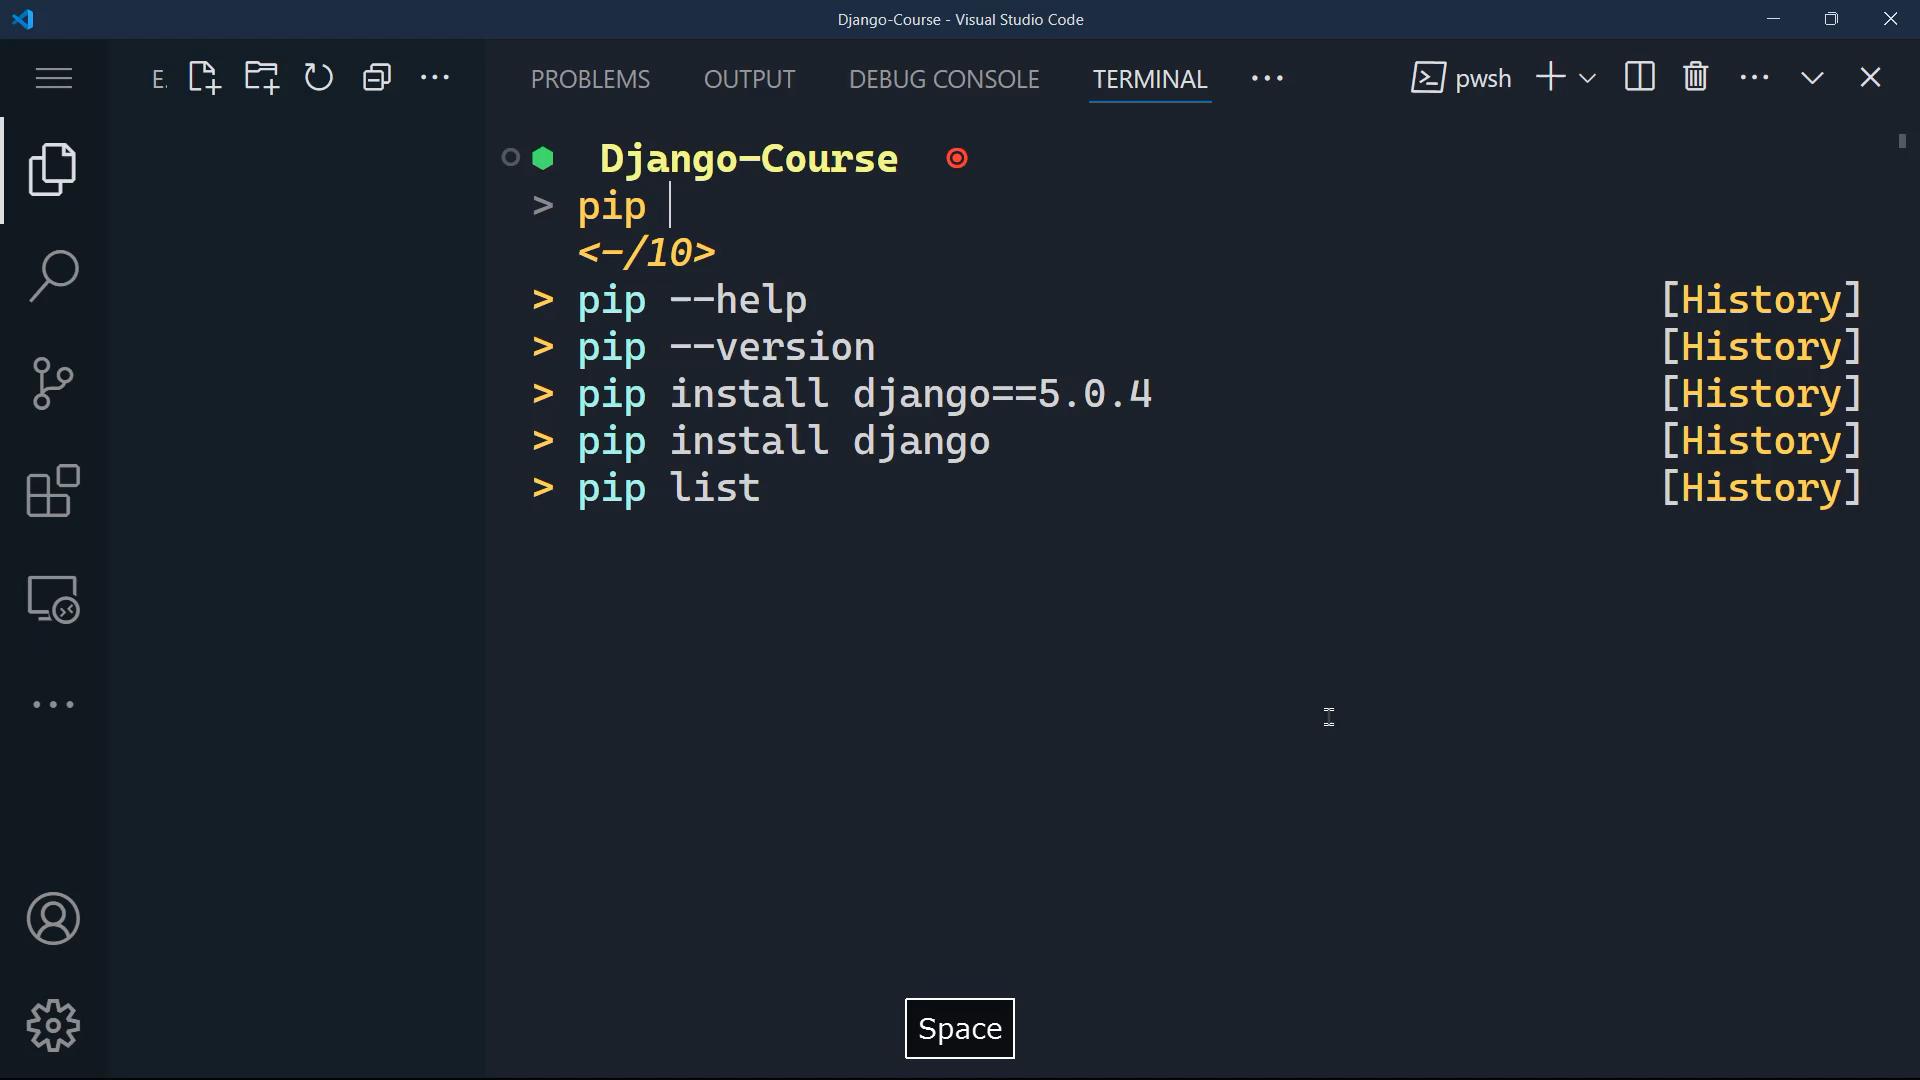 Django-Course - Visual Studio Code
E.
PROBLEMS OUTPUT DEBUG CONSOLE TERMINAL ... pwsh
Django-Course
> pip
<-/10>
> pip --help [History]
> pip --version [History]
> pip install django==5.0.4 [History]
> pip install django [History]
> pip list [History]
Space